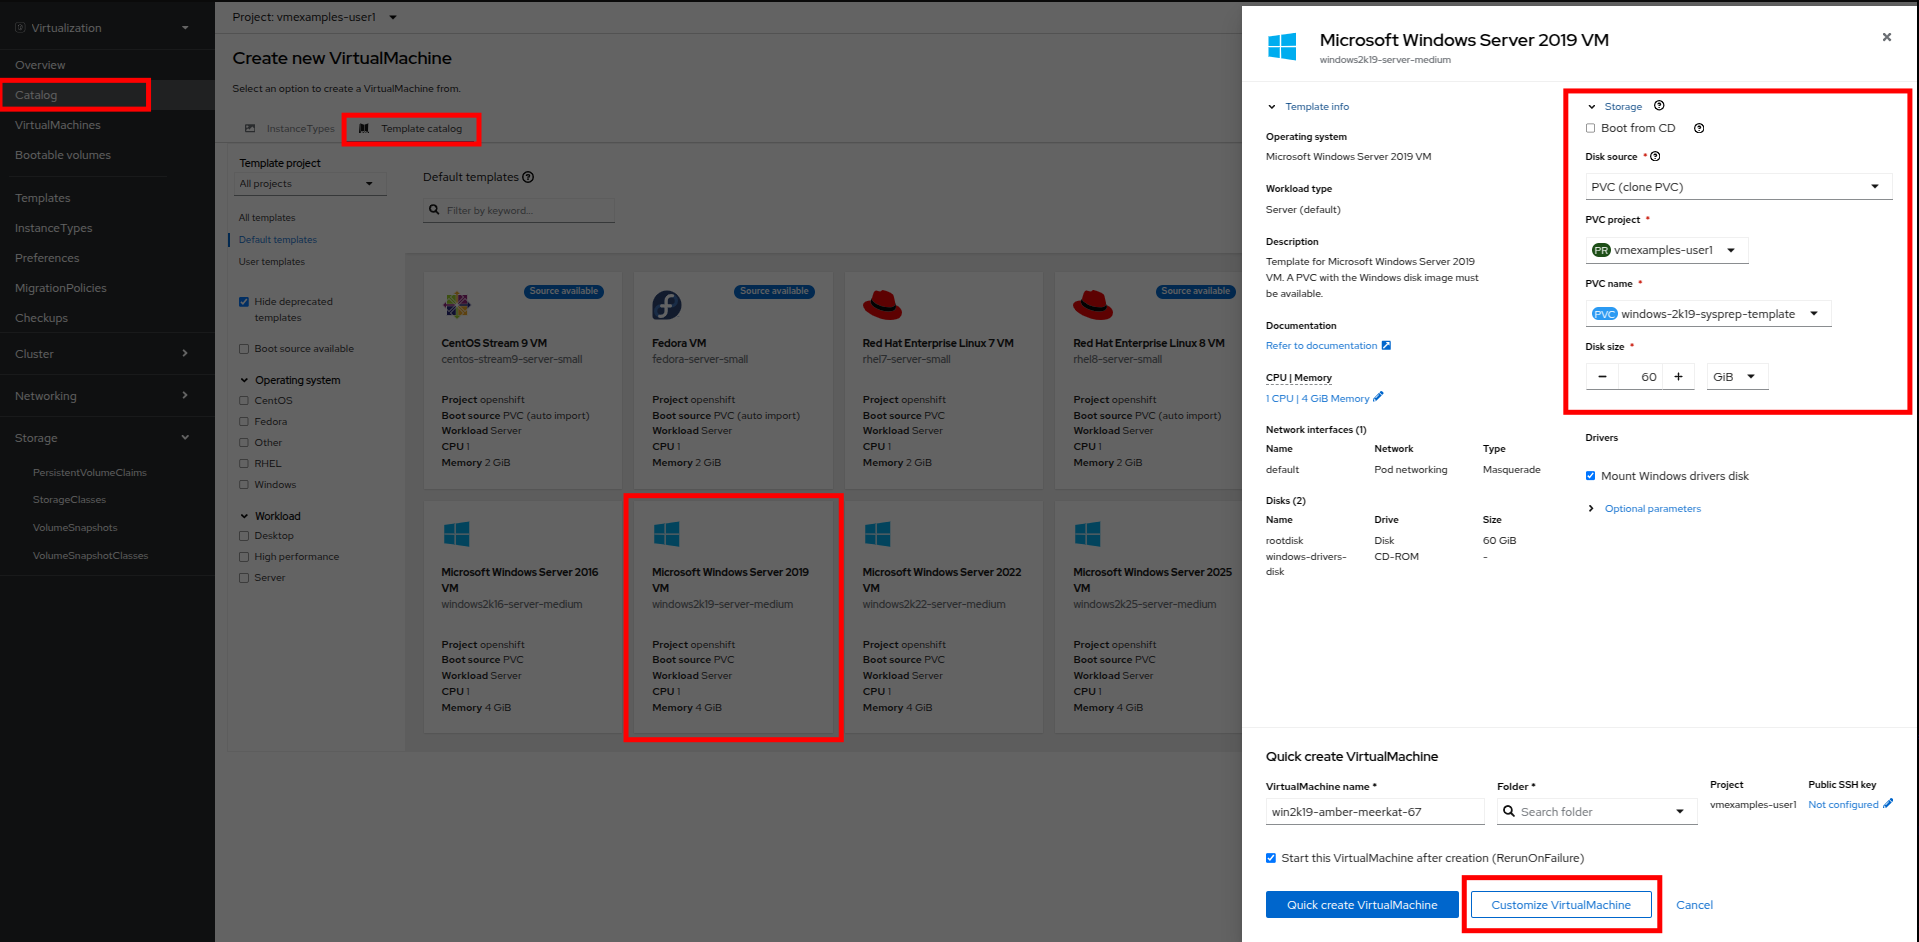 Virtualization
Overview
Catalog
VirtualMachines
Bootable volumes
Templates
InstanceTypes
Preferences
MigrationPolicies
Checkups
Cluster
Networking
Storage
PersistentVolumeClaims
StorageClasses
VolumeSnapshots
VolumeSnapshotClasses
Project: vmexamples-user1
Create new VirtualMachine
Select an option to create a VirtualMachine from.
InstanceTypes
Template catalog
Template project
All projects
All templates
Default templates
User templates
Hide deprecated
templates
Boot source available
Operating system
CentOS
Fedora
Other
RHEL
Windows
Workload
Desktop
High performance
Server
Default templates
Filter by keyword...
Source available
CentOS Stream 9 VM
centos-stream9-server-small
Project openshift
Boot source PVC (auto import)
Workload Server
CPU 1
Memory 2 GiB
Source available
Fedora VM
fedora-server-small
Project openshift
Boot source PVC (auto import)
Workload Server
CPU 1
Memory 2 GiB
Red Hat Enterprise Linux 7 VM
rhel7-server-small
Project openshift
Boot source PVC
Workload Server
CPU 1
Memory 2 GiB
Source available
Red Hat Enterprise Linux 8 VM
rhel8-server-small
Project openshift
Boot source PVC (auto import)
Workload Server
CPU 1
Memory 2 GiB
Microsoft Windows Server 2016
VM
windows2k16-server-medium
Project openshift
Boot source PVC
Workload Server
CPU 1
Memory 4 GiB
Microsoft Windows Server 2019
VM
windows2k19-server-medium
Project openshift
Boot source PVC
Workload Server
CPU 1
Memory 4 GiB
Microsoft Windows Server 2022
VM
windows2k22-server-medium
Project openshift
Boot source PVC
Workload Server
CPU 1
Memory 4 GiB
Microsoft Windows Server 2025
VM
windows2k25-server-medium
Project openshift
Boot source PVC
Workload Server
CPU 1
Memory 4 GiB
Microsoft Windows Server 2019 VM
windows2k19-server-medium
Template info
Operating system
Microsoft Windows Server 2019 VM
Workload type
Server (default)
Description
Template for Microsoft Windows Server 2019
VM. A PVC with the Windows disk image must
be available.
Documentation
Refer to documentation
CPU | Memory
1 CPU | 4 GiB Memory
Network interfaces (1)
Name Network Type
default Pod networking Masquerade
Disks (2)
Name Drive Size
rootdisk Disk 60 GiB
windows-drivers- CD-ROM -
disk
Storage
Boot from CD
Disk source *
PVC (clone PVC)
PVC project *
PR vmexamples-user1
PVC name *
PVC windows-2k19-sysprep-template
Disk size *
− 60 + GiB
Drivers
Mount Windows drivers disk
Optional parameters
Quick create VirtualMachine
VirtualMachine name * Folder * Project Public SSH key
win2k19-amber-meerkat-67 Search folder vmexamples-user1 Not configured
Start this VirtualMachine after creation (RerunOnFailure)
Quick create VirtualMachine Customize VirtualMachine Cancel